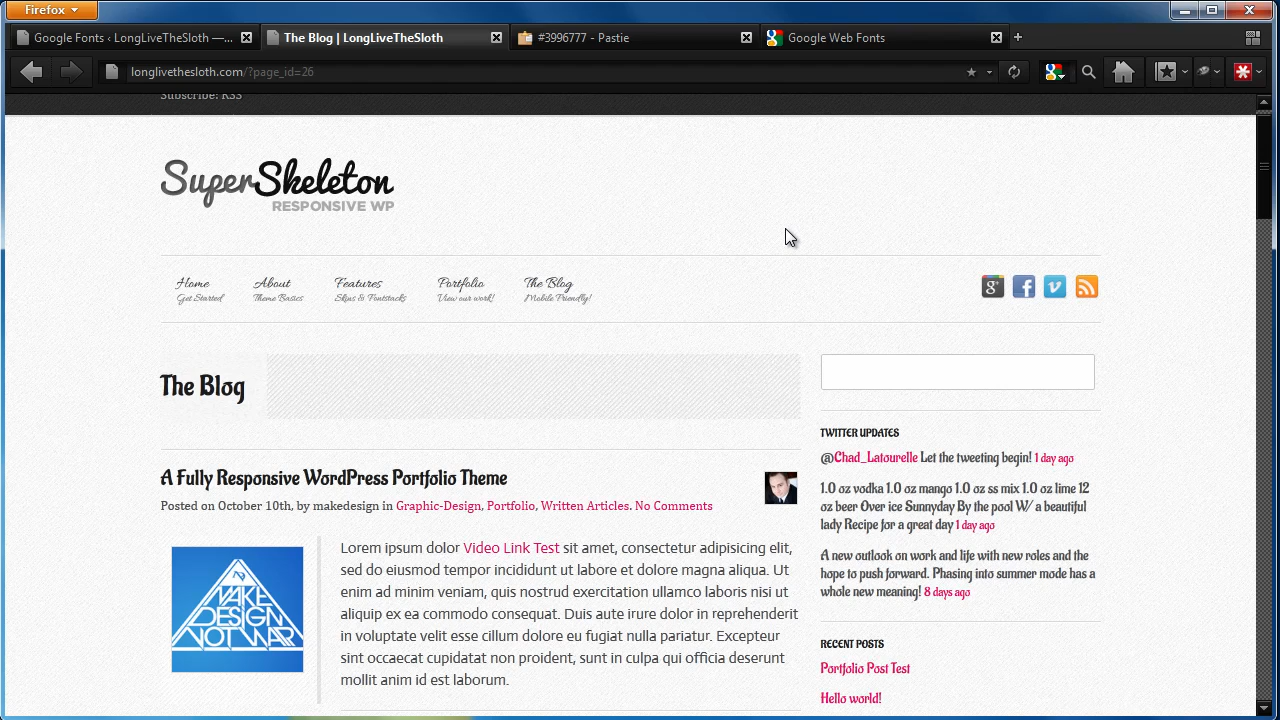 Firefox
Google Fonts ‹ LongLiveTheSloth —...
The Blog | LongLiveTheSloth
#3996777 - Pastie
Google Web Fonts
longlivethesloth.com/?page_id=26
Subscribe: RSS
SuperSkeleton
RESPONSIVE WP
Home
About
Features
Portfolio
The Blog
Get Started
Theme Basics
Skins & Fontstacks
View our work!
Mobile Friendly!
The Blog
TWITTER UPDATES
@Chad_Latourelle Let the tweeting begin! 1 day ago
1.0 oz vodka 1.0 oz mango 1.0 oz ss mix 1.0 oz lime 12
oz beer Over ice Sunnyday By the pool W/ a beautiful
lady Recipe for a great day 1 day ago
A new outlook on work and life with new roles and the
hope to push forward. Phasing into summer mode has a
whole new meaning! 8 days ago
RECENT POSTS
Portfolio Post Test
Hello world!
A Fully Responsive WordPress Portfolio Theme
Posted on October 10th, by makedesign in Graphic-Design, Portfolio, Written Articles. No Comments
MAKE
DESIGN
NOT WAR
Lorem ipsum dolor Video Link Test sit amet, consectetur adipisicing elit,
sed do eiusmod tempor incididunt ut labore et dolore magna aliqua. Ut
enim ad minim veniam, quis nostrud exercitation ullamco laboris nisi ut
aliquip ex ea commodo consequat. Duis aute irure dolor in reprehenderit
in voluptate velit esse cillum dolore eu fugiat nulla pariatur. Excepteur
sint occaecat cupidatat non proident, sunt in culpa qui officia deserunt
mollit anim id est laborum.